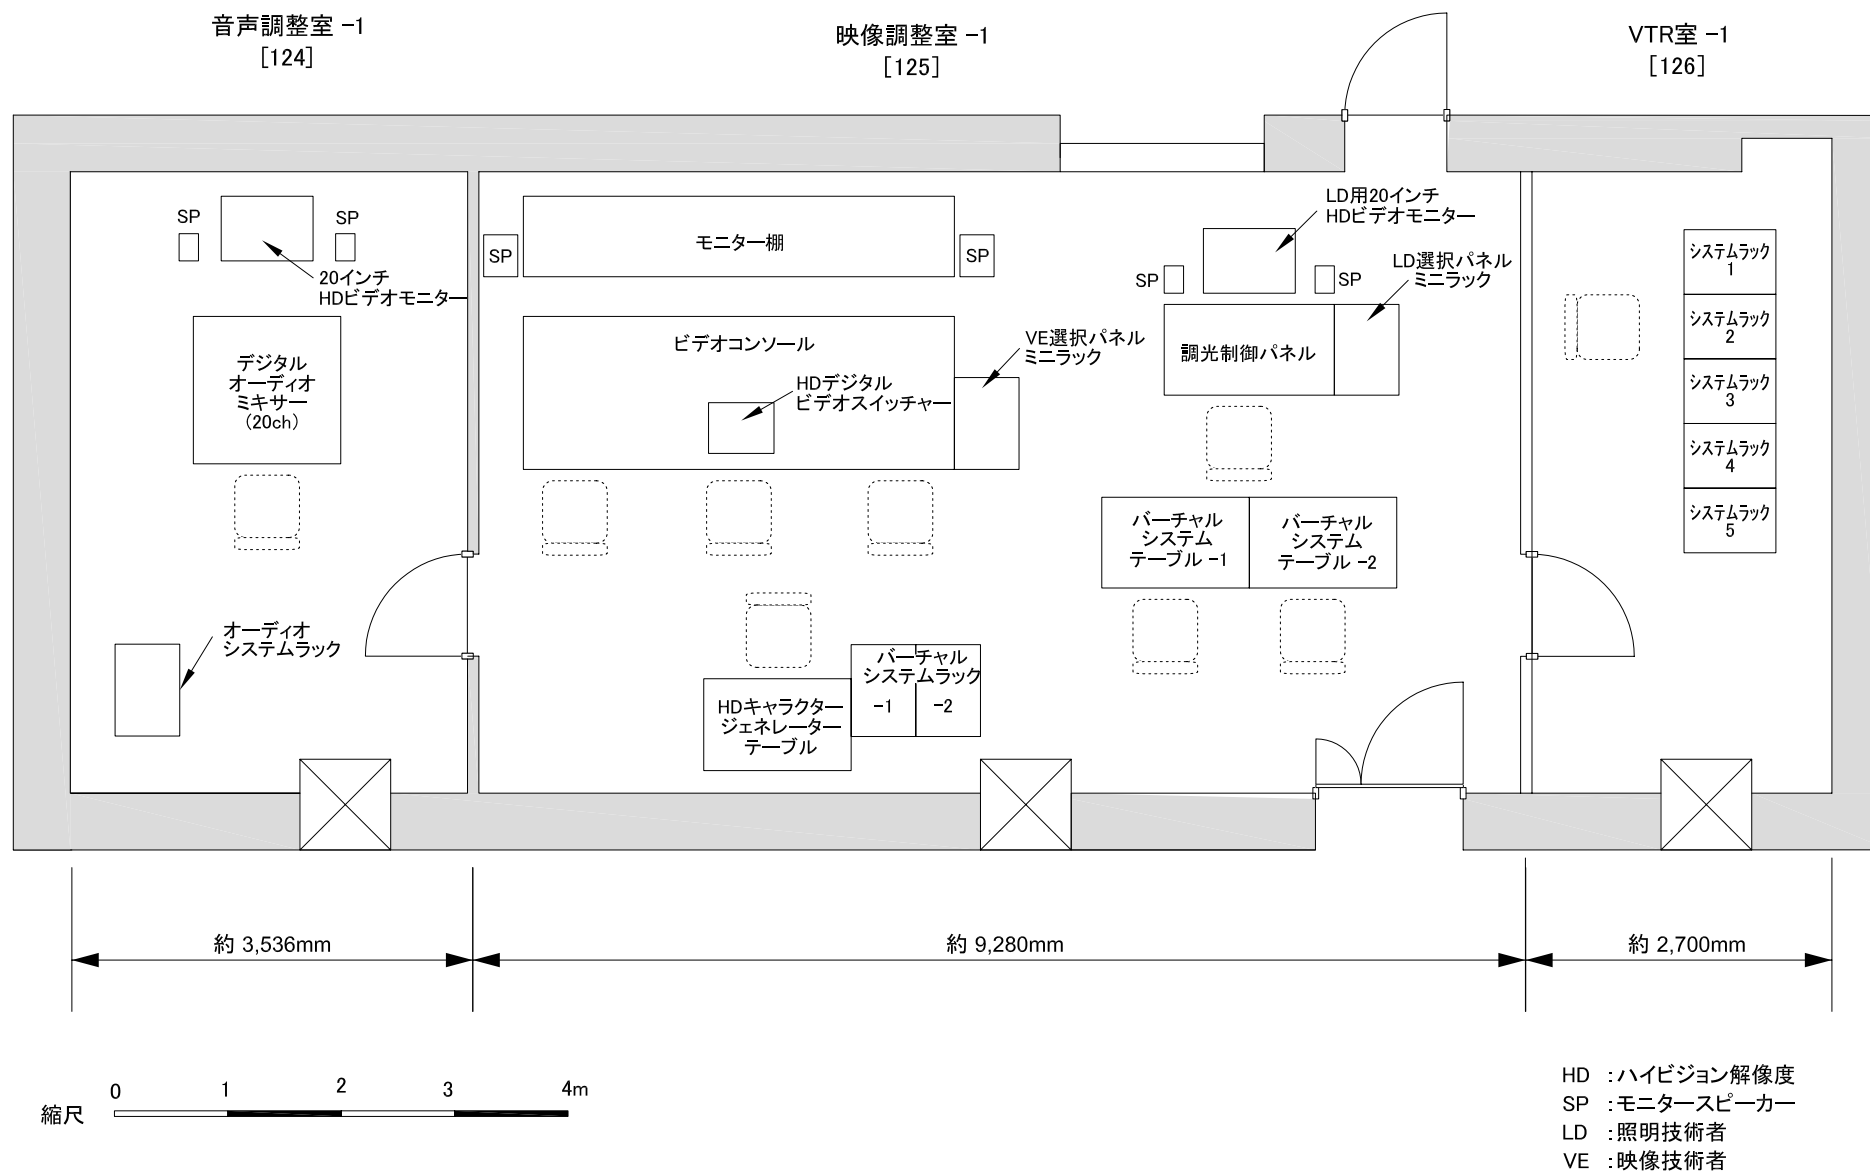 音声調整室 -1
[124]
映像調整室 -1
[125]
VTR室 -1
[126]
SP
SP
20インチ
HDビデオモニター
デジタル
オーディオ
ミキサー
(20ch)
オーディオ
システムラック
SP
モニター棚
SP
ビデオコンソール
HDデジタル
ビデオスイッチャー
VE選択パネル
ミニラック
LD用20インチ
HDビデオモニター
SP
SP
LD選択パネル
ミニラック
調光制御パネル
バーチャル
システム
テーブル -1
バーチャル
システム
テーブル -2
バーチャル
システムラック
-1
-2
HDキャラクター
ジェネレーター
テーブル
システムラック
1
システムラック
2
システムラック
3
システムラック
4
システムラック
5
約 3,536mm
約 9,280mm
約 2,700mm
縮尺
0 1 2 3 4m
HD :ハイビジョン解像度
SP :モニタースピーカー
LD :照明技術者
VE :映像技術者